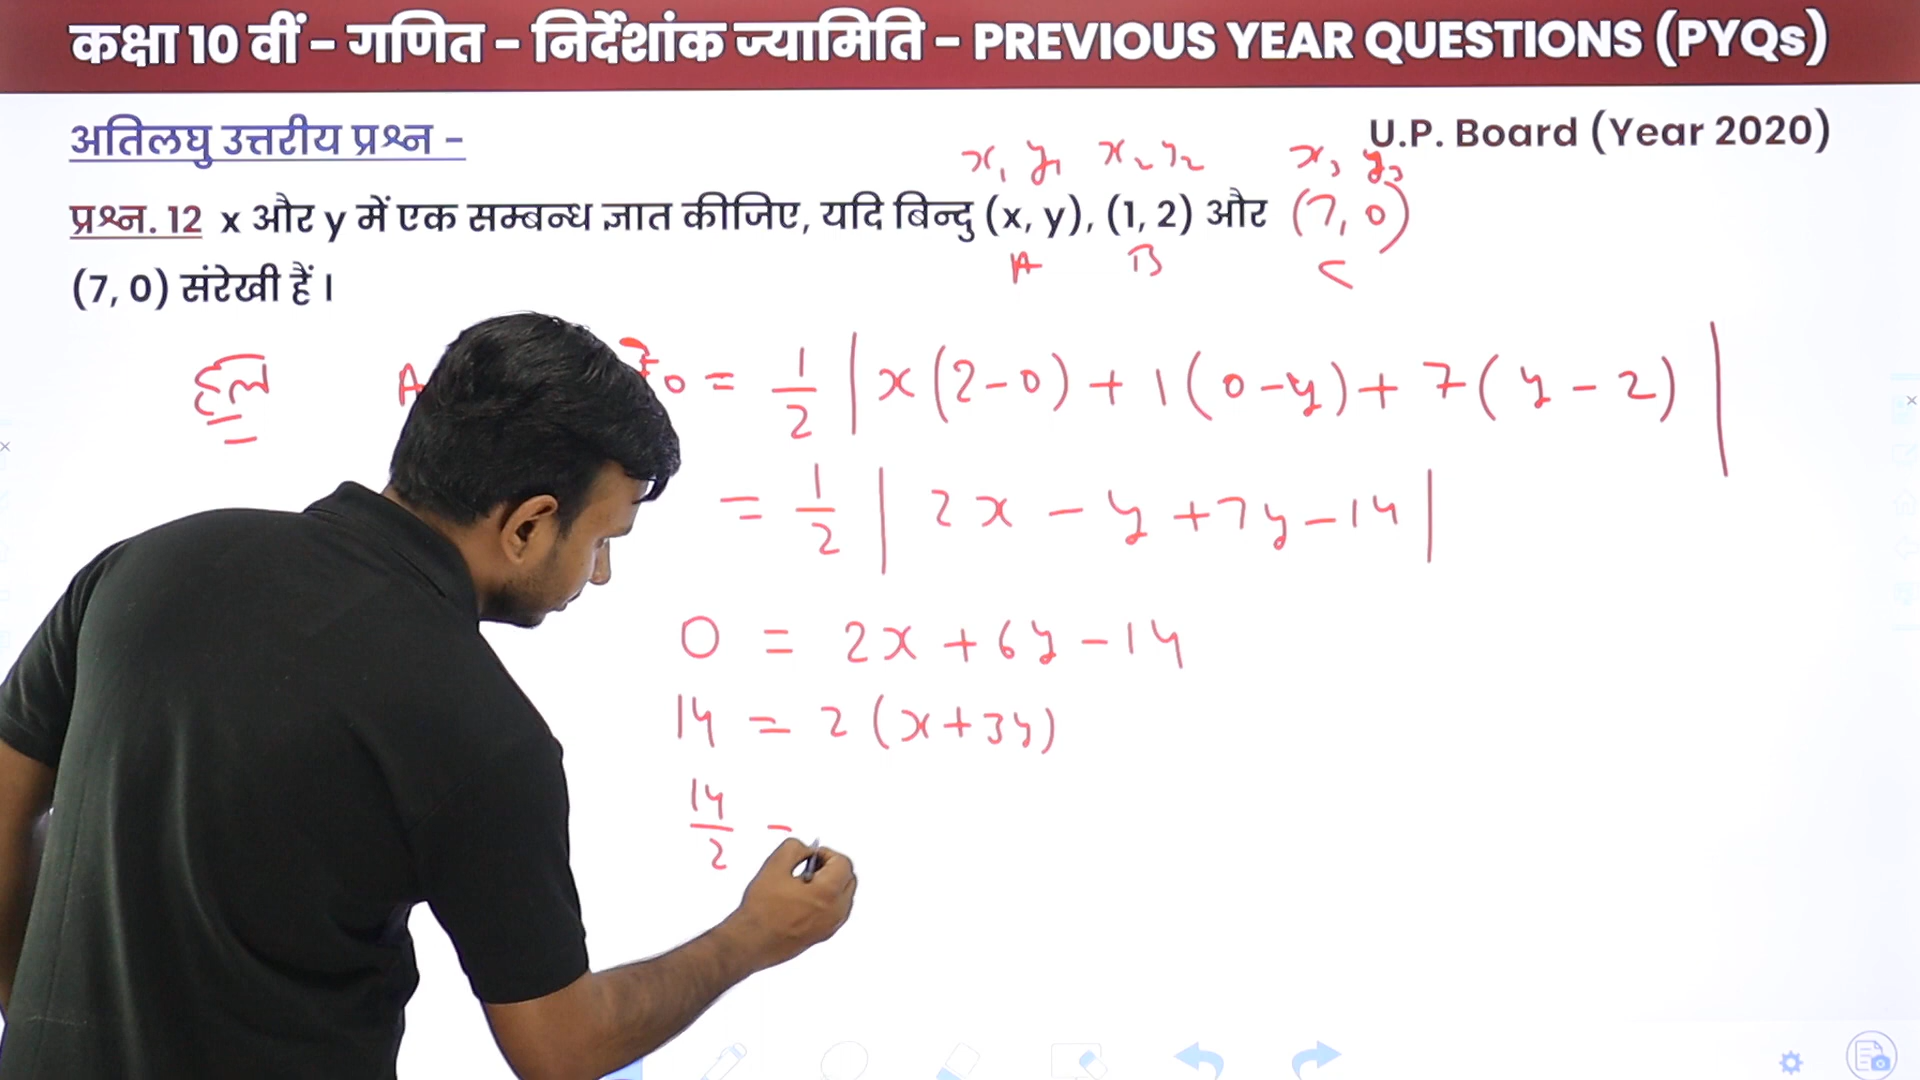 कक्षा 10 वीं – गणित – निर्देशांक ज्यामिति – PREVIOUS YEAR QUESTIONS (PYQs)
अतिलघु उत्तरीय प्रश्न –
U.P. Board (Year 2020)
x₁ y₁ x₂ y₂ x₃ y₃
प्रश्न. 12 x और y में एक सम्बन्ध ज्ञात कीजिए, यदि बिन्दु (x, y), (1, 2) और (7, 0)
A B C
(7, 0) संरेखी हैं ।
हल A 0 = 1/2 | x(2-0) + 1(0-y) + 7(y-2) |
= 1/2 | 2x - y + 7y - 14 |
0 = 2x + 6y - 14
14 = 2(x+3y)
14/2 =